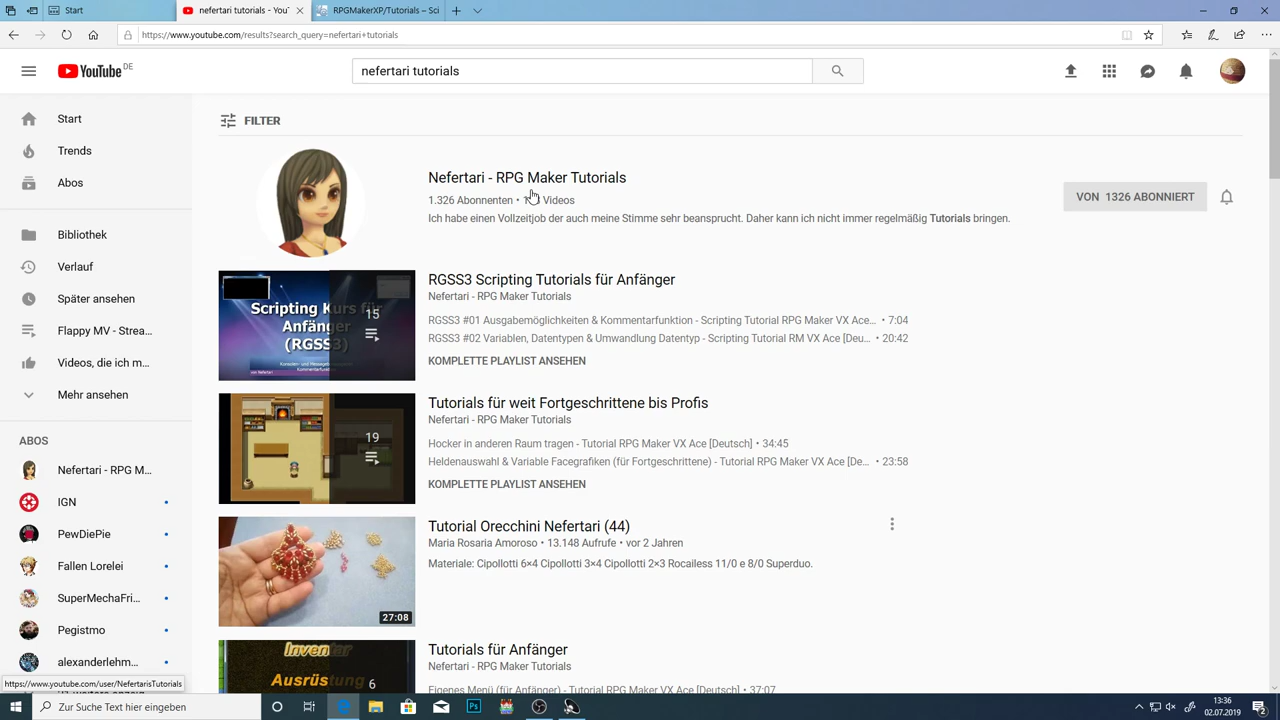 Start
nefertari tutorials - YouT
RPGMakerXP/Tutorials – Sci
https://www.youtube.com/results?search_query=nefertari+tutorials
YouTube DE
nefertari tutorials
Start
Trends
Abos
Bibliothek
Verlauf
Später ansehen
Flappy MV - Strea...
Videos, die ich m...
Mehr ansehen
ABOS
Nefertari - RPG M...
IGN
PewDiePie
Fallen Lorelei
SuperMechaFri...
Pegistmo
alexanderlehm...
https://www.youtube.com/user/NefertarisTutorials
FILTER
Nefertari - RPG Maker Tutorials
1.326 Abonnenten • Videos
Ich habe einen Vollzeitjob der auch meine Stimme sehr beansprucht. Daher kann ich nicht immer regelmäßig Tutorials bringen.
VON 1326 ABONNIERT
Scripting Kurs für
Anfänger
(RGSS3)
15
RGSS3 Scripting Tutorials für Anfänger
Nefertari - RPG Maker Tutorials
RGSS3 #01 Ausgabemöglichkeiten & Kommentarfunktion - Scripting Tutorial RPG Maker VX Ace... • 7:04
RGSS3 #02 Variablen, Datentypen & Umwandlung Datentyp - Scripting Tutorial RM VX Ace [Deu... • 20:42
KOMPLETTE PLAYLIST ANSEHEN
19
Tutorials für weit Fortgeschrittene bis Profis
Nefertari - RPG Maker Tutorials
Hocker in anderen Raum tragen - Tutorial RPG Maker VX Ace [Deutsch] • 34:45
Heldenauswahl & Variable Facegrafiken (für Fortgeschrittene) - Tutorial RPG Maker VX Ace [De... • 23:58
KOMPLETTE PLAYLIST ANSEHEN
27:08
Tutorial Orecchini Nefertari (44)
Maria Rosaria Amoroso • 13.148 Aufrufe • vor 2 Jahren
Materiale: Cipollotti 6×4 Cipollotti 3×4 Cipollotti 2×3 Rocailess 11/0 e 8/0 Superduo.
Inventar
Ausrüstung
6
Tutorials für Anfänger
Nefertari - RPG Maker Tutorials
Eigenes Menü (für Anfänger) - Tutorial RPG Maker VX Ace [Deutsch] • 37:07
Zur Suche Text hier eingeben
Ps
13:36
02.07.2019
2